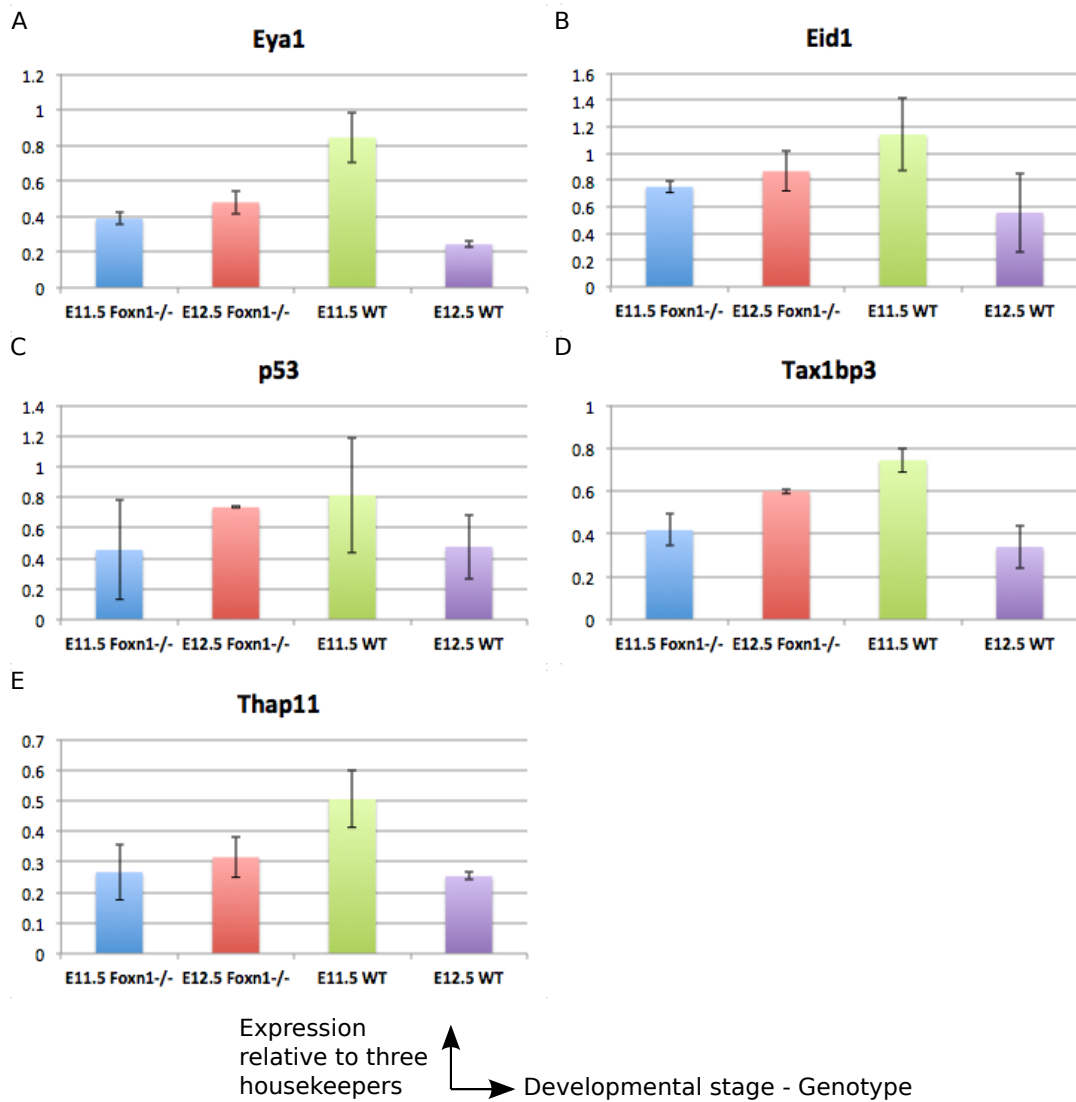 A
Eya1
1.2
1
0.8
0.6
0.4
0.2
0
E11.5 Foxn1-/- E12.5 Foxn1-/- E11.5 WT E12.5 WT
B
Eid1
1.6
1.4
1.2
1
0.8
0.6
0.4
0.2
0
E11.5 Foxn1-/- E12.5 Foxn1-/- E11.5 WT E12.5 WT
C
p53
1.4
1.2
1
0.8
0.6
0.4
0.2
0
E11.5 Foxn1-/- E12.5 Foxn1-/- E11.5 WT E12.5 WT
D
Tax1bp3
1
0.8
0.6
0.4
0.2
0
E11.5 Foxn1-/- E12.5 Foxn1-/- E11.5 WT E12.5 WT
E
Thap11
0.7
0.6
0.5
0.4
0.3
0.2
0.1
0
E11.5 Foxn1-/- E12.5 Foxn1-/- E11.5 WT E12.5 WT
Expression
relative to three
housekeepers
Developmental stage - Genotype